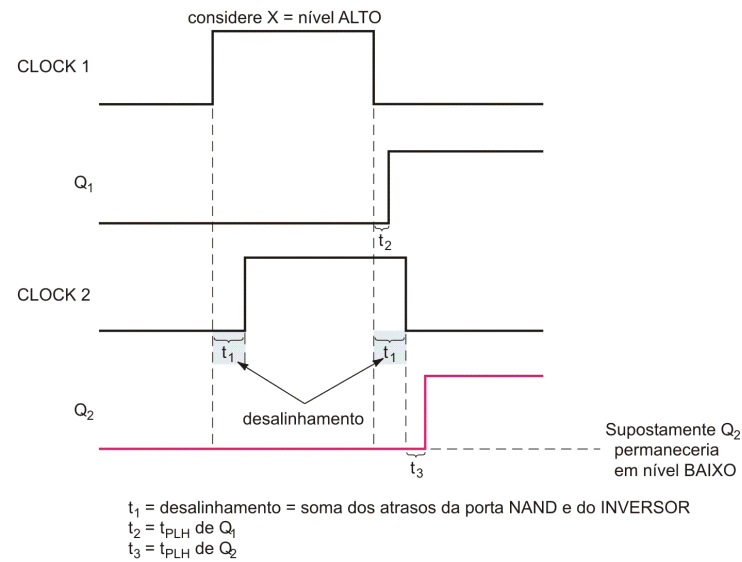 considere X = nível ALTO
CLOCK 1
Q1
t2
CLOCK 2
t1
t1
desalinhamento
Q2
Supostamente Q2
permaneceria
em nível BAIXO
t3
t1 = desalinhamento = soma dos atrasos da porta NAND e do INVERSOR
t2 = tPLH de Q1
t3 = tPLH de Q2